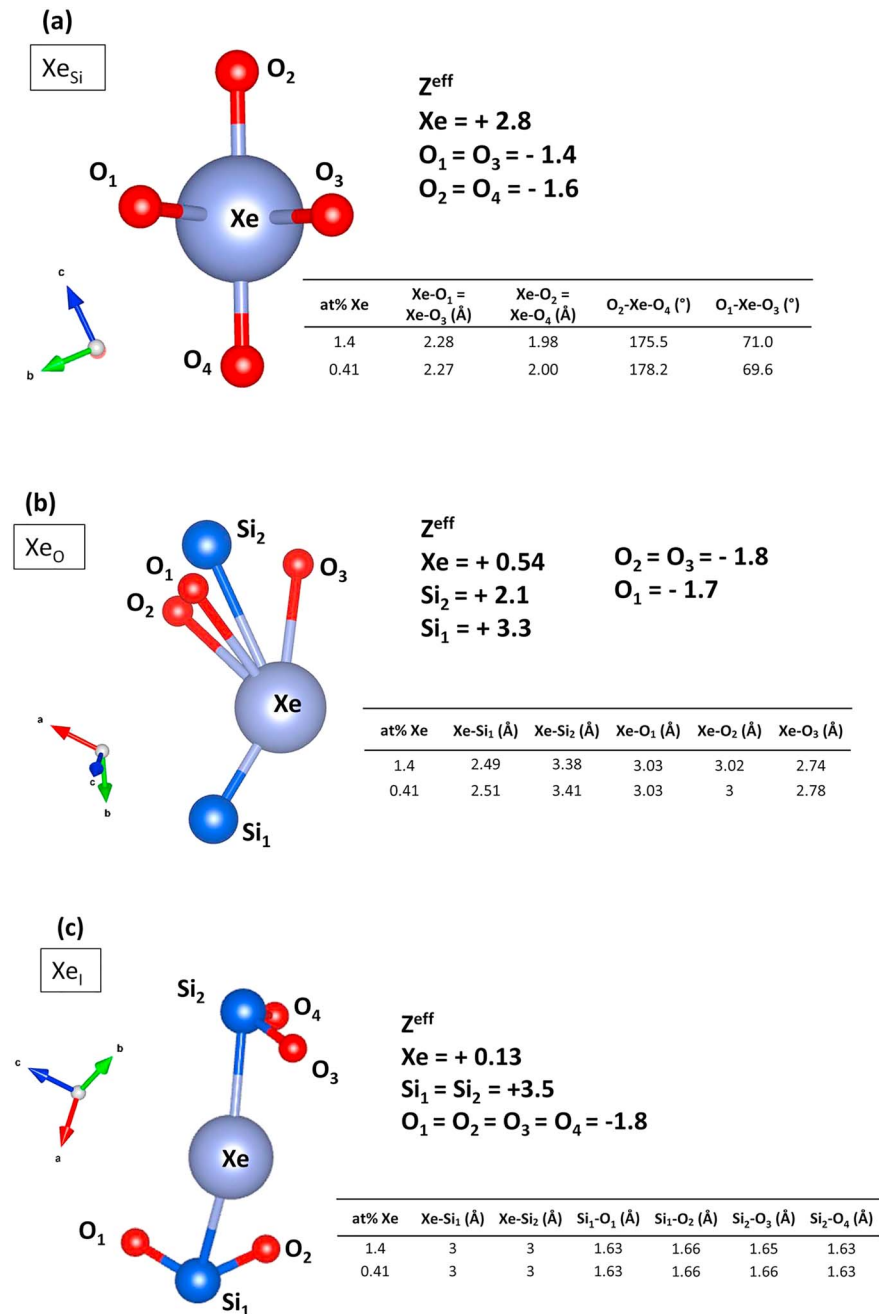 (a)
Xe_Si
O₂
O₁
O₃
Xe
O₄
c
b
Z^eff
Xe = + 2.8
O₁ = O₃ = - 1.4
O₂ = O₄ = - 1.6
at% Xe Xe-O₁ = Xe-O₃ (Å) Xe-O₂ = Xe-O₄ (Å) O₂-Xe-O₄ (°) O₁-Xe-O₃ (°)
1.4 2.28 1.98 175.5 71.0
0.41 2.27 2.00 178.2 69.6
(b)
Xe_O
Si₂
O₁
O₂
O₃
Xe
Si₁
a
c
b
Z^eff
Xe = + 0.54
Si₂ = + 2.1
Si₁ = + 3.3
O₂ = O₃ = - 1.8
O₁ = - 1.7
at% Xe Xe-Si₁ (Å) Xe-Si₂ (Å) Xe-O₁ (Å) Xe-O₂ (Å) Xe-O₃ (Å)
1.4 2.49 3.38 3.03 3.02 2.74
0.41 2.51 3.41 3.03 3 2.78
(c)
Xe_I
Si₂
O₄
O₃
Xe
O₁
O₂
Si₁
c
b
a
Z^eff
Xe = + 0.13
Si₁ = Si₂ = +3.5
O₁ = O₂ = O₃ = O₄ = -1.8
at% Xe Xe-Si₁ (Å) Xe-Si₂ (Å) Si₁-O₁ (Å) Si₁-O₂ (Å) Si₂-O₃ (Å) Si₂-O₄ (Å)
1.4 3 3 1.63 1.66 1.65 1.63
0.41 3 3 1.63 1.66 1.66 1.63